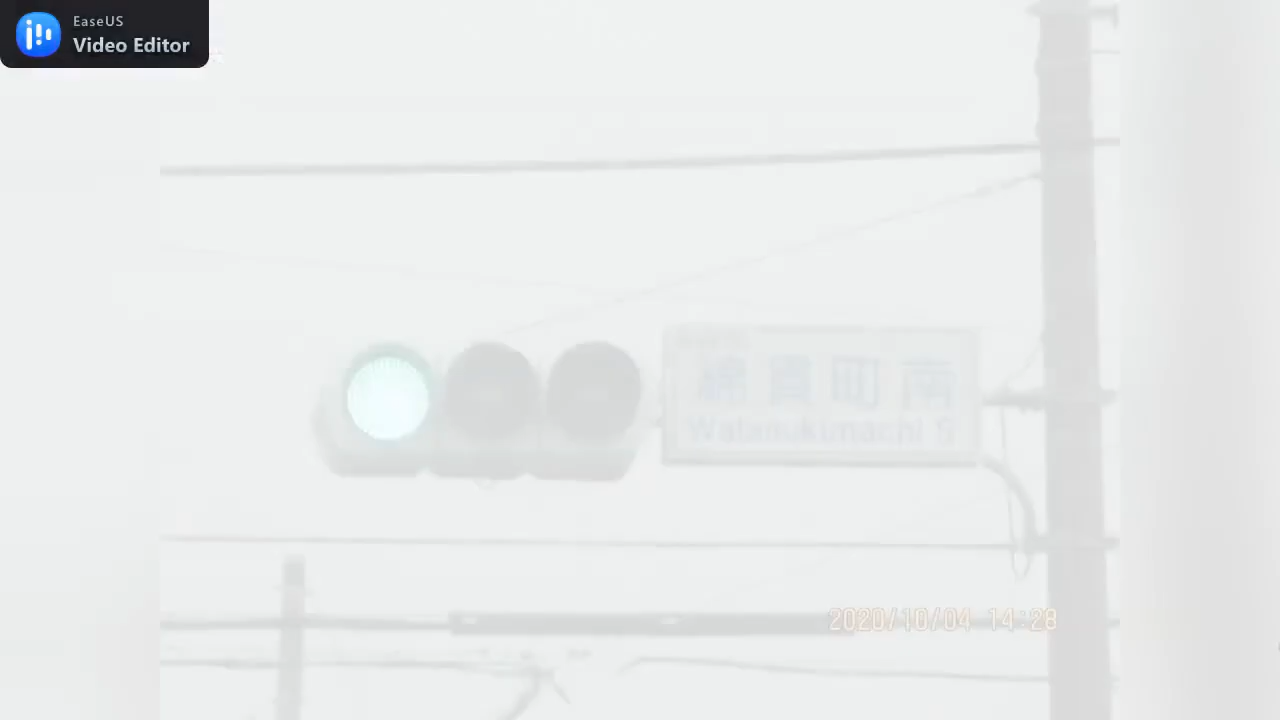 EaseUS
Video Editor
綿貫町南
Watanukimachi S
2020/10/04 14:28